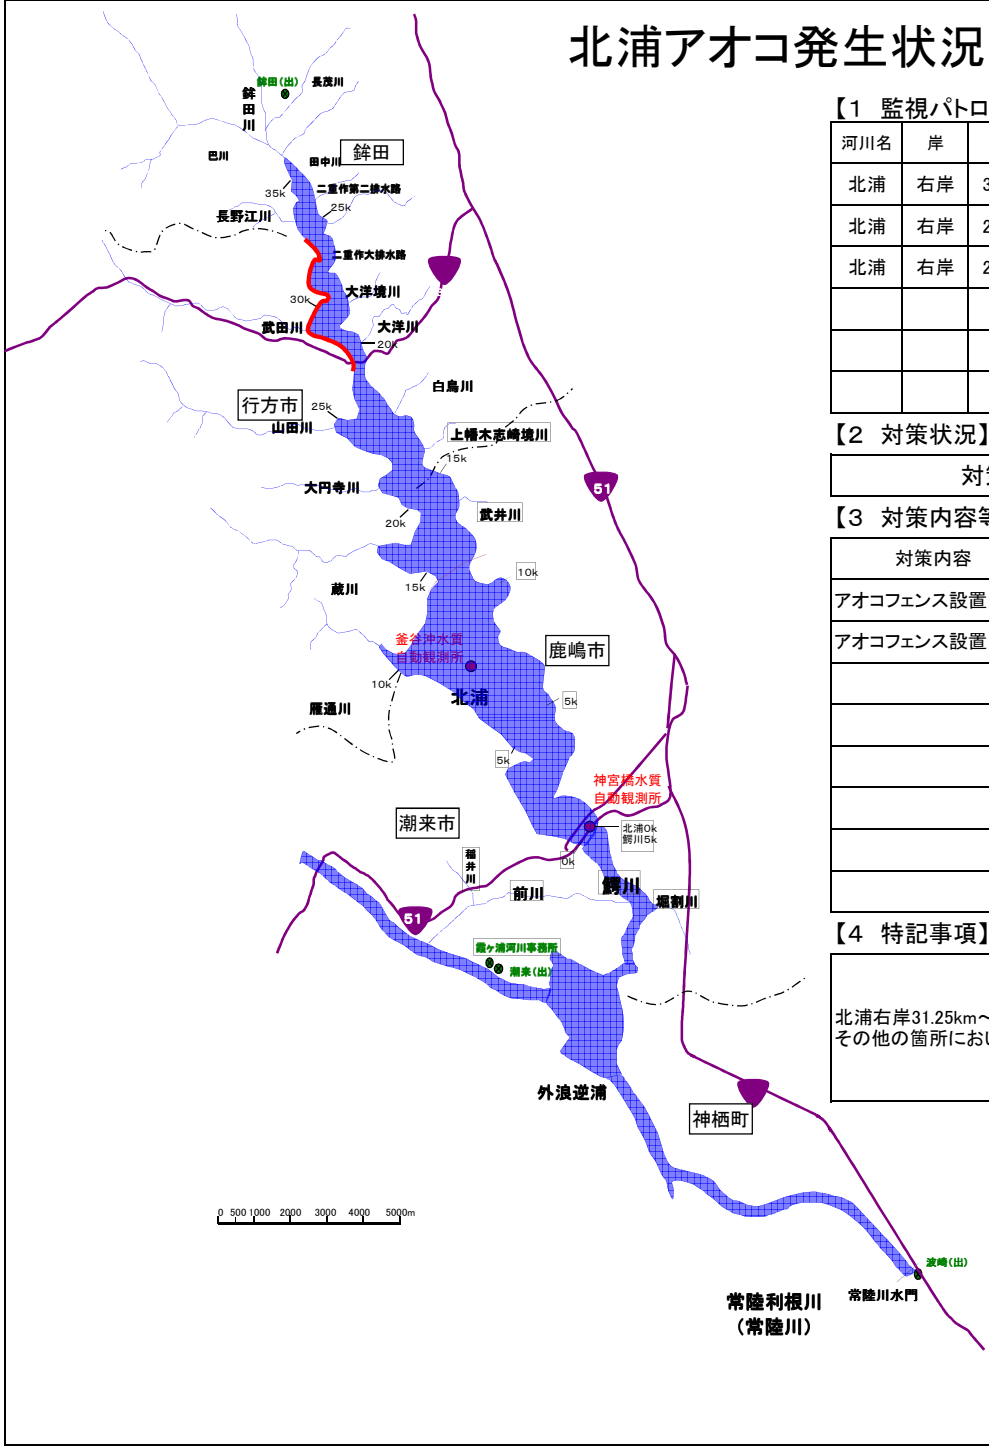 北浦アオコ発生状況
鉾田(出)
長茂川
鉾田川
巴川
田中川
鉾田
35k
二重作第二排水路
25k
長野江川
二重作大排水路
大洋境川
30k
武田川
大洋川
20k
白鳥川
行方市
25k
山田川
上幡木志崎境川
15k
大円寺川
51
武井川
20k
10k
15k
蔵川
釜谷沖水質
自動観測所
鹿嶋市
10k
北浦
5k
雁通川
5k
神宮橋水質
自動観測所
潮来市
北浦0k
鰐川5k
稲井川
0k
前川
鰐川
堀割川
51
霞ヶ浦河川事務所
潮来(出)
外浪逆浦
神栖町
0 500 1000 2000 3000 4000 5000m
波崎(出)
常陸川水門
常陸利根川
(常陸川)
【1 監視パトロ
河川名 岸
北浦 右岸 3
北浦 右岸 2
北浦 右岸 2
【2 対策状況】
【3 対策内容等
対策内容
アオコフェンス設置
アオコフェンス設置
【4 特記事項】
北浦右岸31.25km～
その他の箇所におい